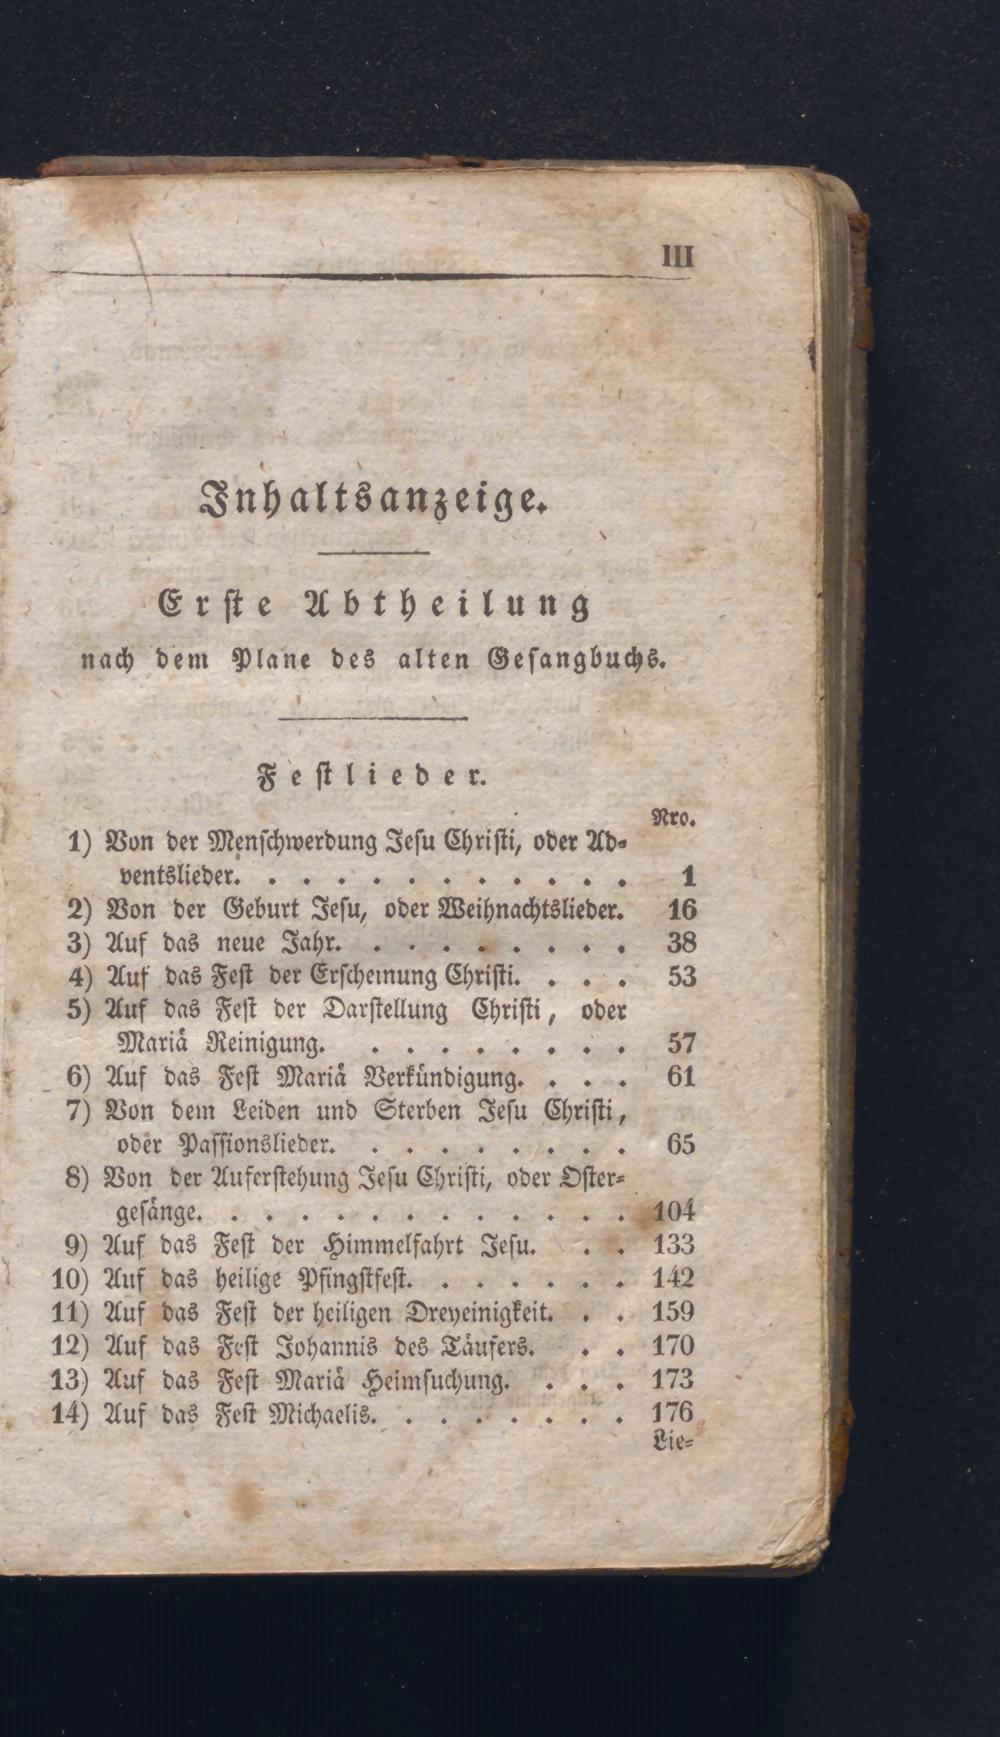 III
Inhaltsanzeige.
Erste Abtheilung
nach dem Plane des alten Gesangbuchs.
Festlieder.
Nro.
1) Von der Menschwerdung Jesu Christi, oder Ad-
ventslieder. . . . . . . . . . . . 1
2) Von der Geburt Jesu, oder Weihnachtslieder. 16
3) Auf das neue Jahr. . . . . . . . . 38
4) Auf das Fest der Erscheinung Christi. . . . 53
5) Auf das Fest der Darstellung Christi, oder
Mariä Reinigung. . . . . . . . . 57
6) Auf das Fest Mariä Verkündigung. . . . 61
7) Von dem Leiden und Sterben Jesu Christi,
oder Passionslieder. . . . . . . . . 65
8) Von der Auferstehung Jesu Christi, oder Oster-
gesänge. . . . . . . . . . . . . 104
9) Auf das Fest der Himmelfahrt Jesu. . . 133
10) Auf das heilige Pfingstfest. . . . . . . 142
11) Auf das Fest der heiligen Dreyeinigkeit. . . 159
12) Auf das Fest Johannis des Täufers. . . 170
13) Auf das Fest Mariä Heimsuchung. . . . 173
14) Auf das Fest Michaelis. . . . . . . . 176
Lie-